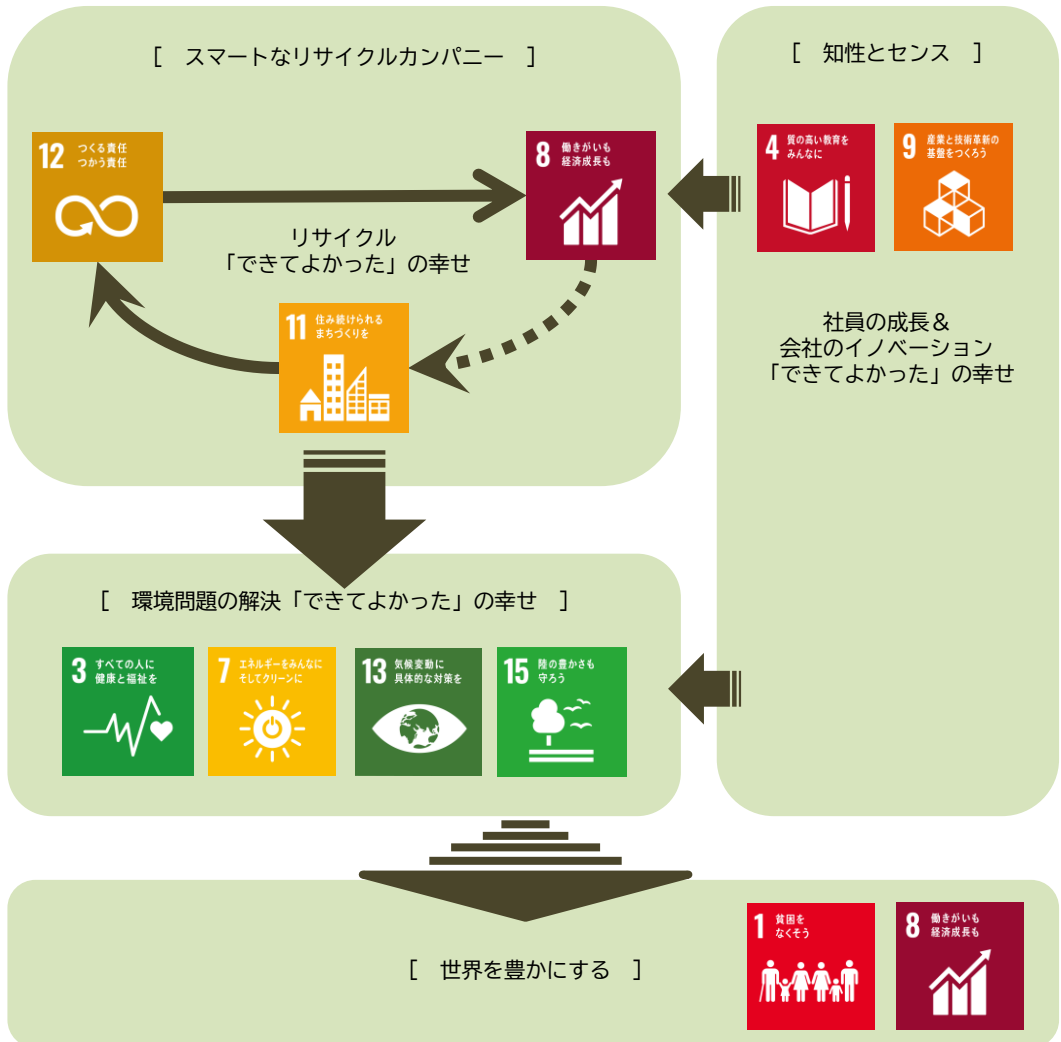 [　スマートなリサイクルカンパニー　]
12 つくる責任
つかう責任
8 働きがいも
経済成長も
リサイクル
「できてよかった」の幸せ
11 住み続けられる
まちづくりを
[　知性とセンス　]
4 質の高い教育を
みんなに
9 産業と技術革新の
基盤をつくろう
社員の成長＆
会社のイノベーション
「できてよかった」の幸せ
[　環境問題の解決「できてよかった」の幸せ　]
3 すべての人に
健康と福祉を
7 エネルギーをみんなに
そしてクリーンに
13 気候変動に
具体的な対策を
15 陸の豊かさも
守ろう
[　世界を豊かにする　]
1 貧困を
なくそう
8 働きがいも
経済成長も